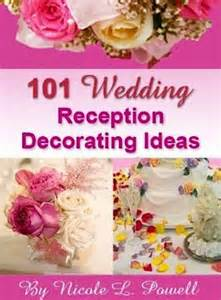 101 Wedding
Reception
Decorating Ideas
By Nicole L. Powell